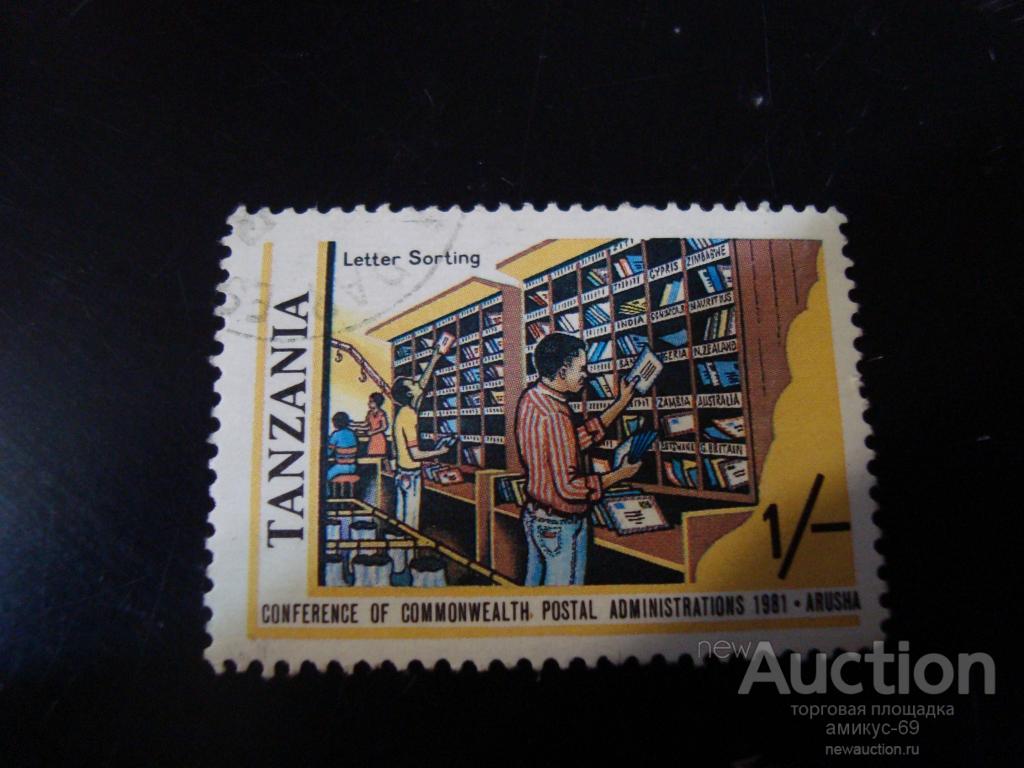 Letter Sorting
TANZANIA
CYPRIS ZIMBABWE
INDIA
MAURITIUS
N.ZEALAND
ZAMBIA AUSTRALIA
G.BRITAIN
1/-
CONFERENCE OF COMMONWEALTH POSTAL ADMINISTRATIONS 1981 · ARUSHA
newAuction
торговая площадка
амикус-69
newauction.ru